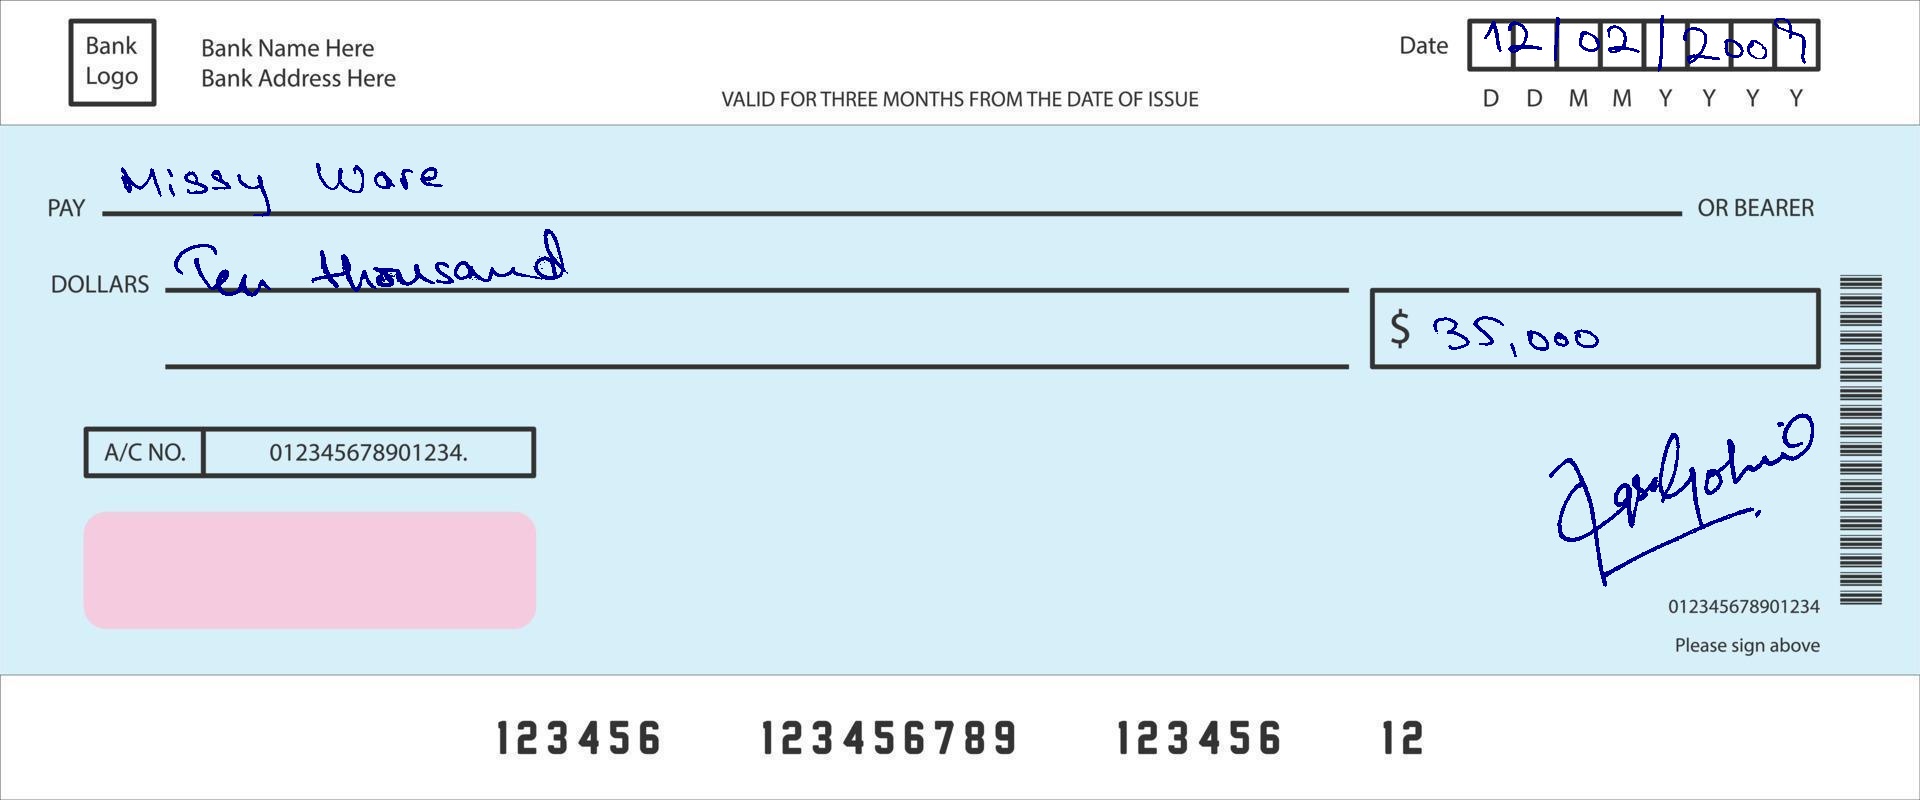 Bank Logo
Bank Name Here
Bank Address Here
VALID FOR THREE MONTHS FROM THE DATE OF ISSUE
Date 12/02/2009
D D M M Y Y Y Y
PAY Missy Ware OR BEARER
DOLLARS Ten thousand
$ 35,000
A/C NO. 012345678901234.
012345678901234
Please sign above
123456 123456789 123456 12